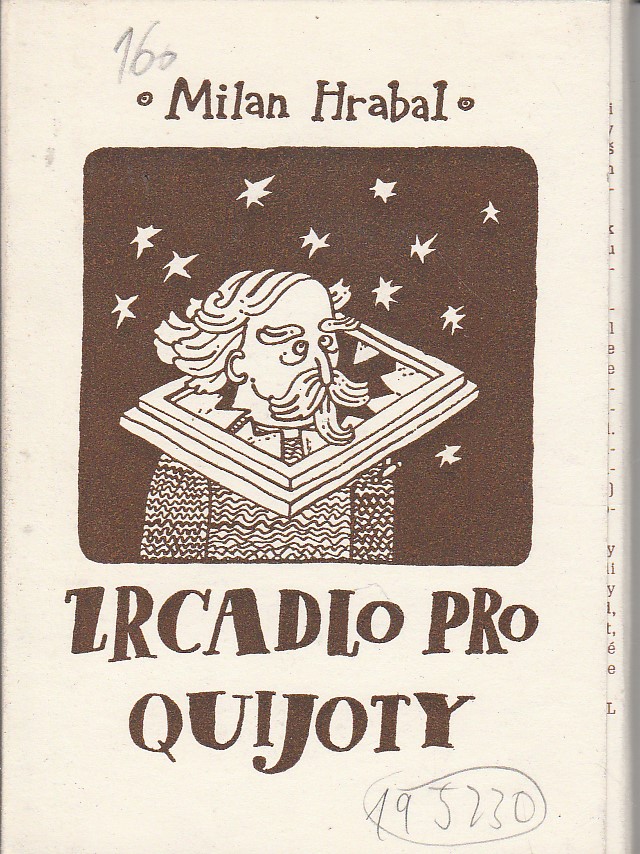 160
Milan Hrabal
ZRCADLO PRO
QUIJOTY
195230